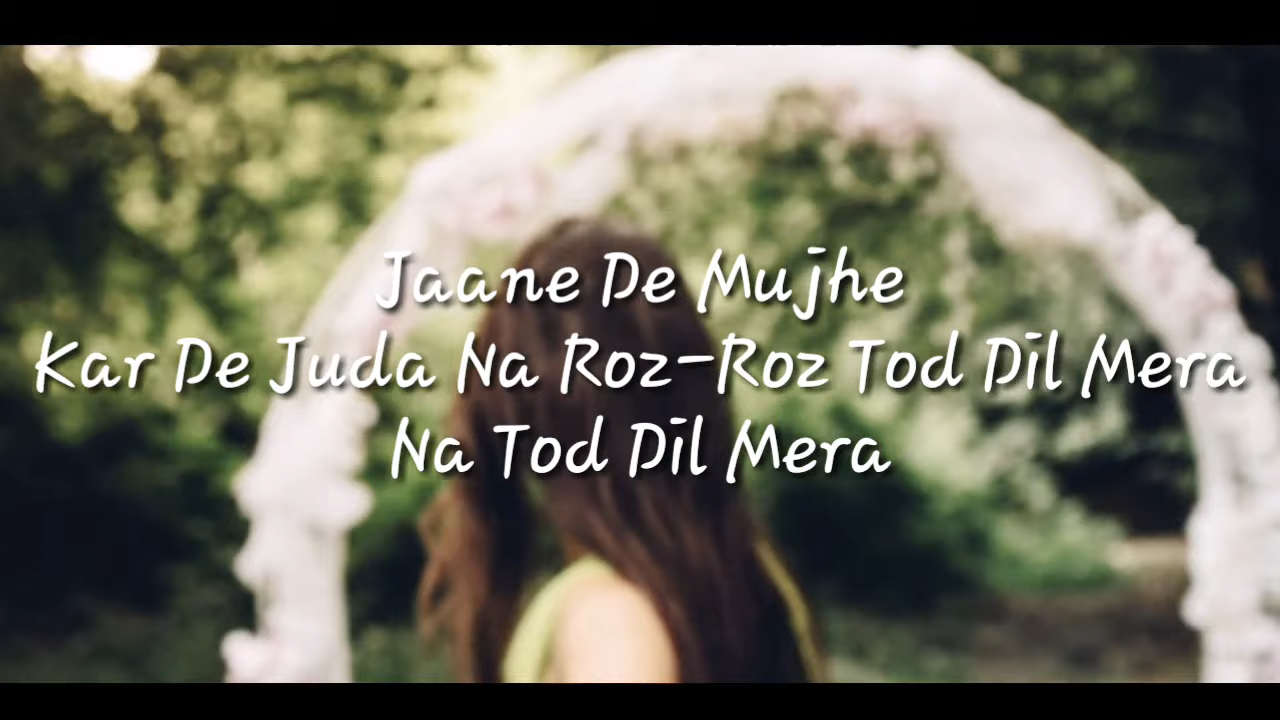 Jaane De Mujhe
Kar De Juda Na Roz-Roz Tod Dil Mera
Na Tod Dil Mera